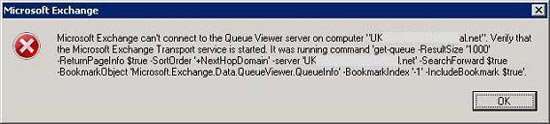 Microsoft Exchange
Microsoft Exchange can't connect to the Queue Viewer server on computer "UK al.net". Verify that
the Microsoft Exchange Transport service is started. It was running command 'get-queue -ResultSize '1000'
-ReturnPageInfo $true -SortOrder '+NextHopDomain' -server 'UK l.net' -SearchForward $true
-BookmarkObject 'Microsoft.Exchange.Data.QueueViewer.QueueInfo' -BookmarkIndex '-1' -IncludeBookmark $true'.
OK